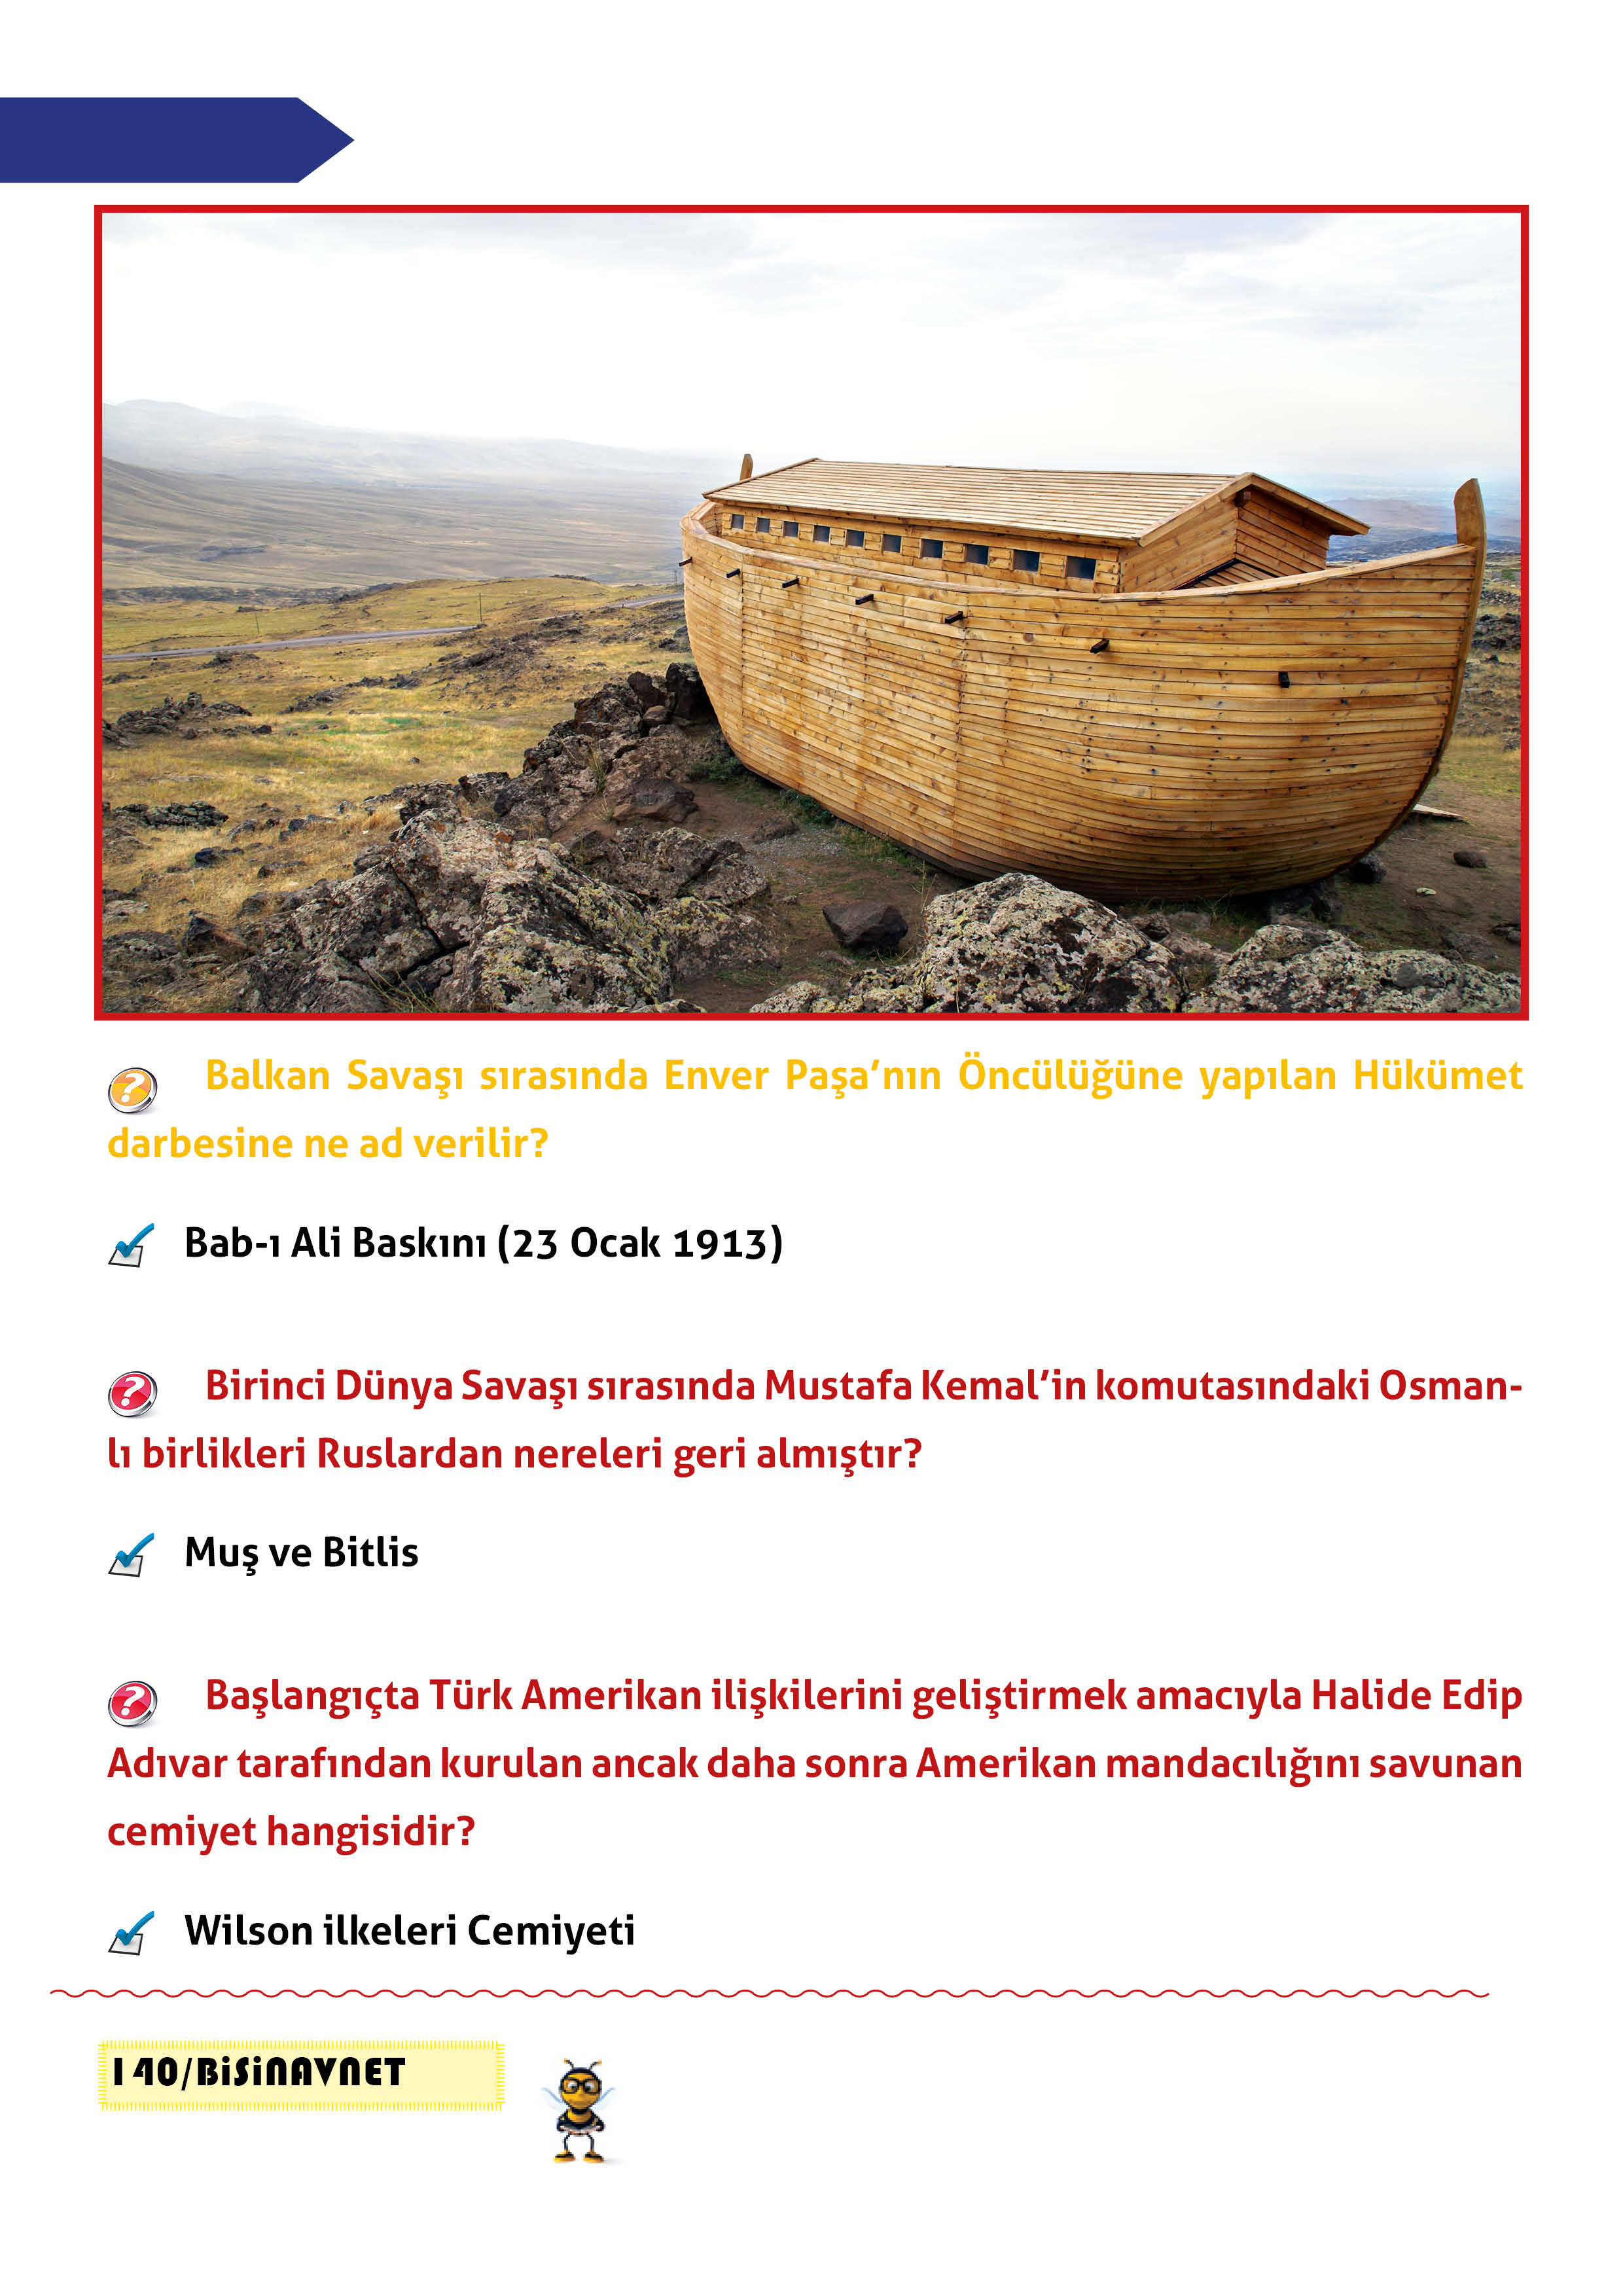 Balkan Savaşı sırasında Enver Paşa’nın Öncülüğüne yapılan Hükümet
darbesine ne ad verilir?
Bab-ı Ali Baskını (23 Ocak 1913)
Birinci Dünya Savaşı sırasında Mustafa Kemal’in komutasındaki Osman-
lı birlikleri Ruslardan nereleri geri almıştır?
Muş ve Bitlis
Başlangıçta Türk Amerikan ilişkilerini geliştirmek amacıyla Halide Edip
Adıvar tarafından kurulan ancak daha sonra Amerikan mandacılığını savunan
cemiyet hangisidir?
Wilson ilkeleri Cemiyeti
140/BiSiNAVNET